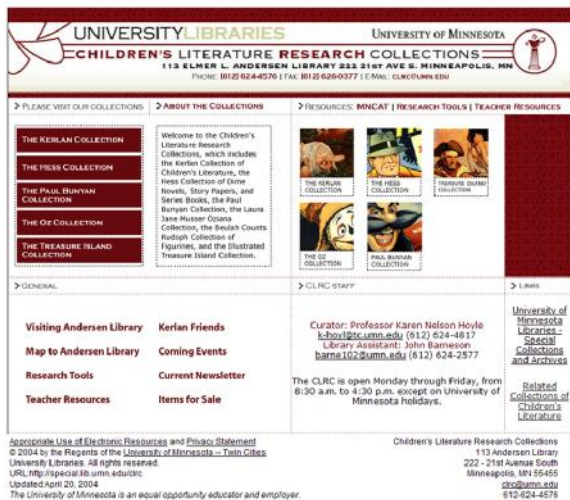 UNIVERSITY LIBRARIES
UNIVERSITY OF MINNESOTA
CHILDREN'S LITERATURE RESEARCH COLLECTIONS
113 ELMER L. ANDERSEN LIBRARY 222 21ST AVE S. MINNEAPOLIS, MN
PHONE: (612) 624-4576 | FAX: (612) 626-0377 | E-MAIL: CLRC@UMN.EDU
> PLEASE VISIT OUR COLLECTIONS
> ABOUT THE COLLECTIONS
> RESOURCES: MNCAT | RESEARCH TOOLS | TEACHER RESOURCES
THE KERLAN COLLECTION
THE HESS COLLECTION
THE PAUL BUNYAN
COLLECTION
THE OZ COLLECTION
THE TREASURE ISLAND
COLLECTION
Welcome to the Children's
Literature Research
Collections, which includes
the Kerlan Collection of
Children's Literature, the
Hess Collection of Dime
Novels, Story Papers, and
Series Books, the Paul
Bunyan Collection, the Laura
Jane Musser Oziana
Collection, the Beulah Counts
Rudolph Collection of
Figurines, and the Illustrated
Treasure Island Collection.
THE KERLAN
COLLECTION
THE HESS
COLLECTION
TREASURE ISLAND
COLLECTION
THE OZ
COLLECTION
PAUL BUNYAN
COLLECTION
> GENERAL
> CLRC STAFF
> LINKS
Visiting Andersen Library
Kerlan Friends
Map to Andersen Library
Coming Events
Research Tools
Current Newsletter
Teacher Resources
Items for Sale
Curator: Professor Karen Nelson Hoyle
k-hoyl@tc.umn.edu (612) 624-4817
Library Assistant: John Barneson
barne102@umn.edu (612) 624-2577
The CLRC is open Monday through Friday, from
8:30 a.m. to 4:30 p.m. except on University of
Minnesota holidays.
University of
Minnesota
Libraries -
Special
Collections
and Archives
Related
Collections of
Children's
Literature
Appropriate Use of Electronic Resources and Privacy Statement
© 2004 by the Regents of the University of Minnesota -- Twin Cities
University Libraries. All rights reserved.
URL:http://special.lib.umn.edu/clrc
Updated:April 20, 2004
The University of Minnesota is an equal opportunity educator and employer.
Children's Literature Research Collections
113 Andersen Library
222 - 21st Avenue South
Minneapolis, MN 55455
clrc@umn.edu
612-624-4576